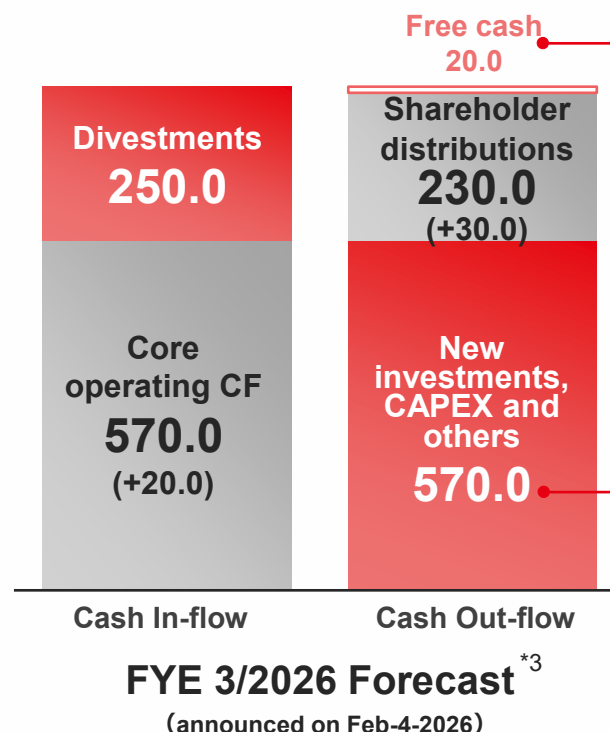 Free cash
20.0
Divestments
250.0
Shareholder
distributions
230.0
(+30.0)
Core
operating CF
570.0
(+20.0)
New
investments,
CAPEX and
others
570.0
Cash In-flow
Cash Out-flow
FYE 3/2026 Forecast *3
（announced on Feb-4-2026）